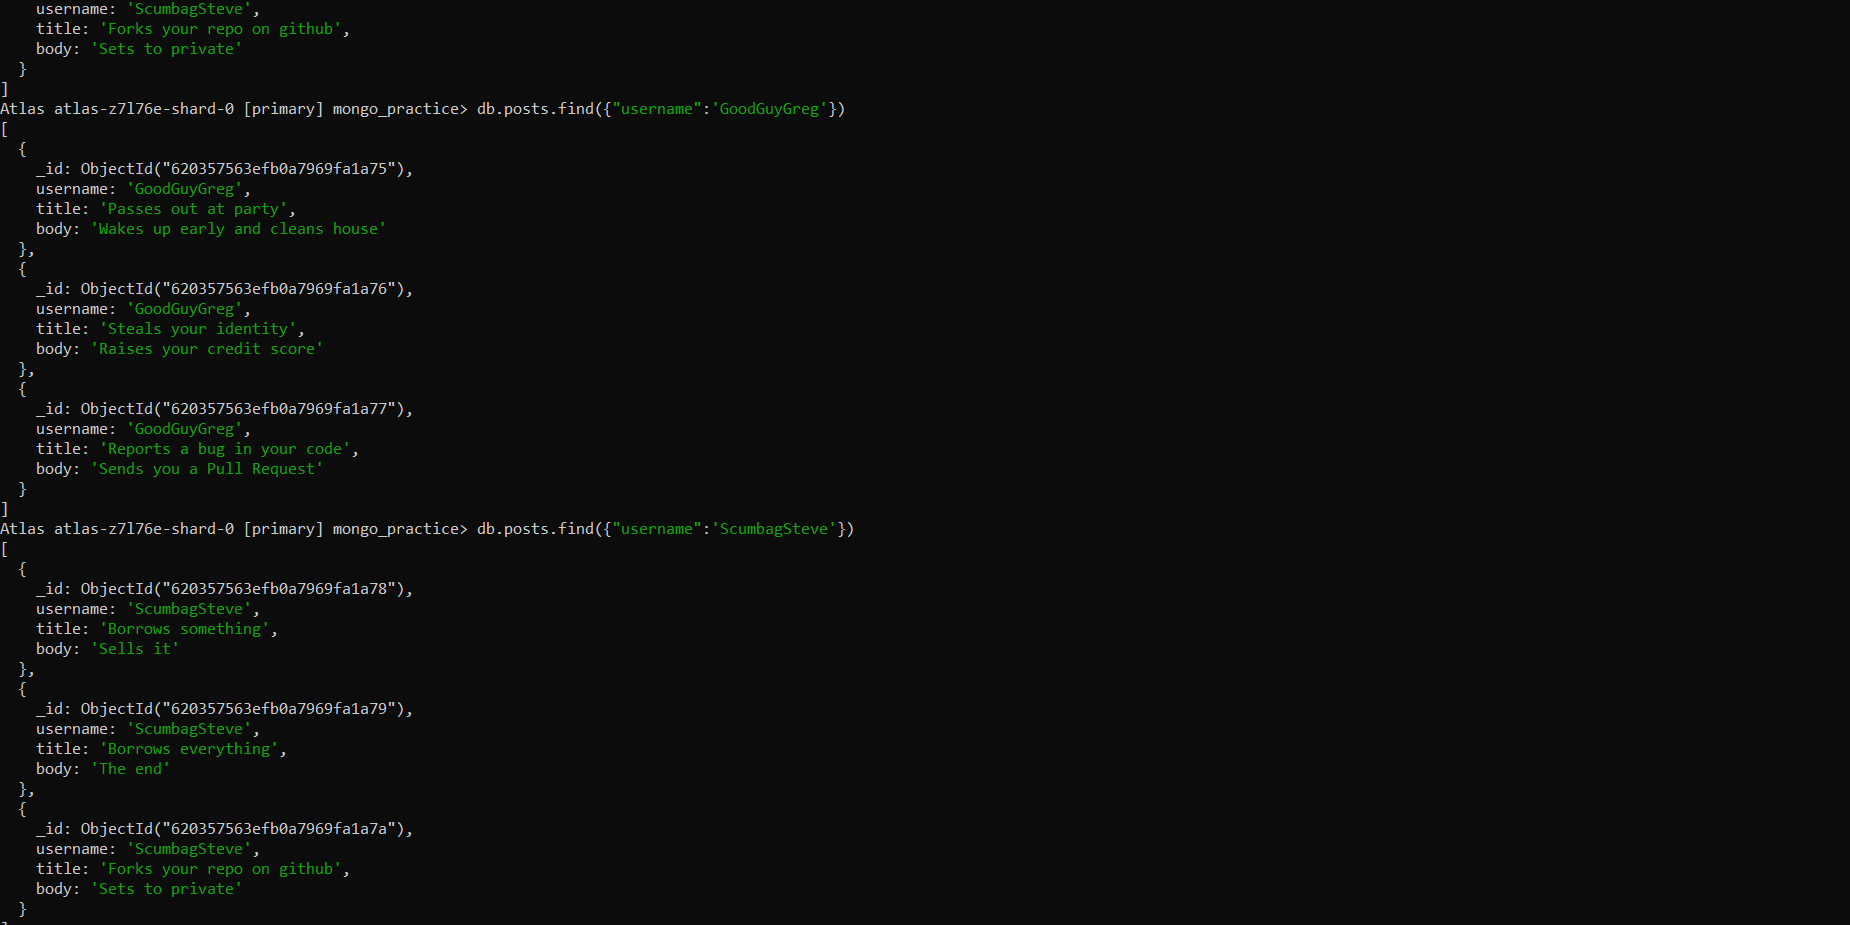 username: 'ScumbagSteve',
    title: 'Forks your repo on github',
    body: 'Sets to private'
  }
]
Atlas atlas-z7l76e-shard-0 [primary] mongo_practice> db.posts.find({"username":'GoodGuyGreg'})
[
  {
    _id: ObjectId("620357563efb0a7969fa1a75"),
    username: 'GoodGuyGreg',
    title: 'Passes out at party',
    body: 'Wakes up early and cleans house'
  },
  {
    _id: ObjectId("620357563efb0a7969fa1a76"),
    username: 'GoodGuyGreg',
    title: 'Steals your identity',
    body: 'Raises your credit score'
  },
  {
    _id: ObjectId("620357563efb0a7969fa1a77"),
    username: 'GoodGuyGreg',
    title: 'Reports a bug in your code',
    body: 'Sends you a Pull Request'
  }
]
Atlas atlas-z7l76e-shard-0 [primary] mongo_practice> db.posts.find({"username":'ScumbagSteve'})
[
  {
    _id: ObjectId("620357563efb0a7969fa1a78"),
    username: 'ScumbagSteve',
    title: 'Borrows something',
    body: 'Sells it'
  },
  {
    _id: ObjectId("620357563efb0a7969fa1a79"),
    username: 'ScumbagSteve',
    title: 'Borrows everything',
    body: 'The end'
  },
  {
    _id: ObjectId("620357563efb0a7969fa1a7a"),
    username: 'ScumbagSteve',
    title: 'Forks your repo on github',
    body: 'Sets to private'
  }